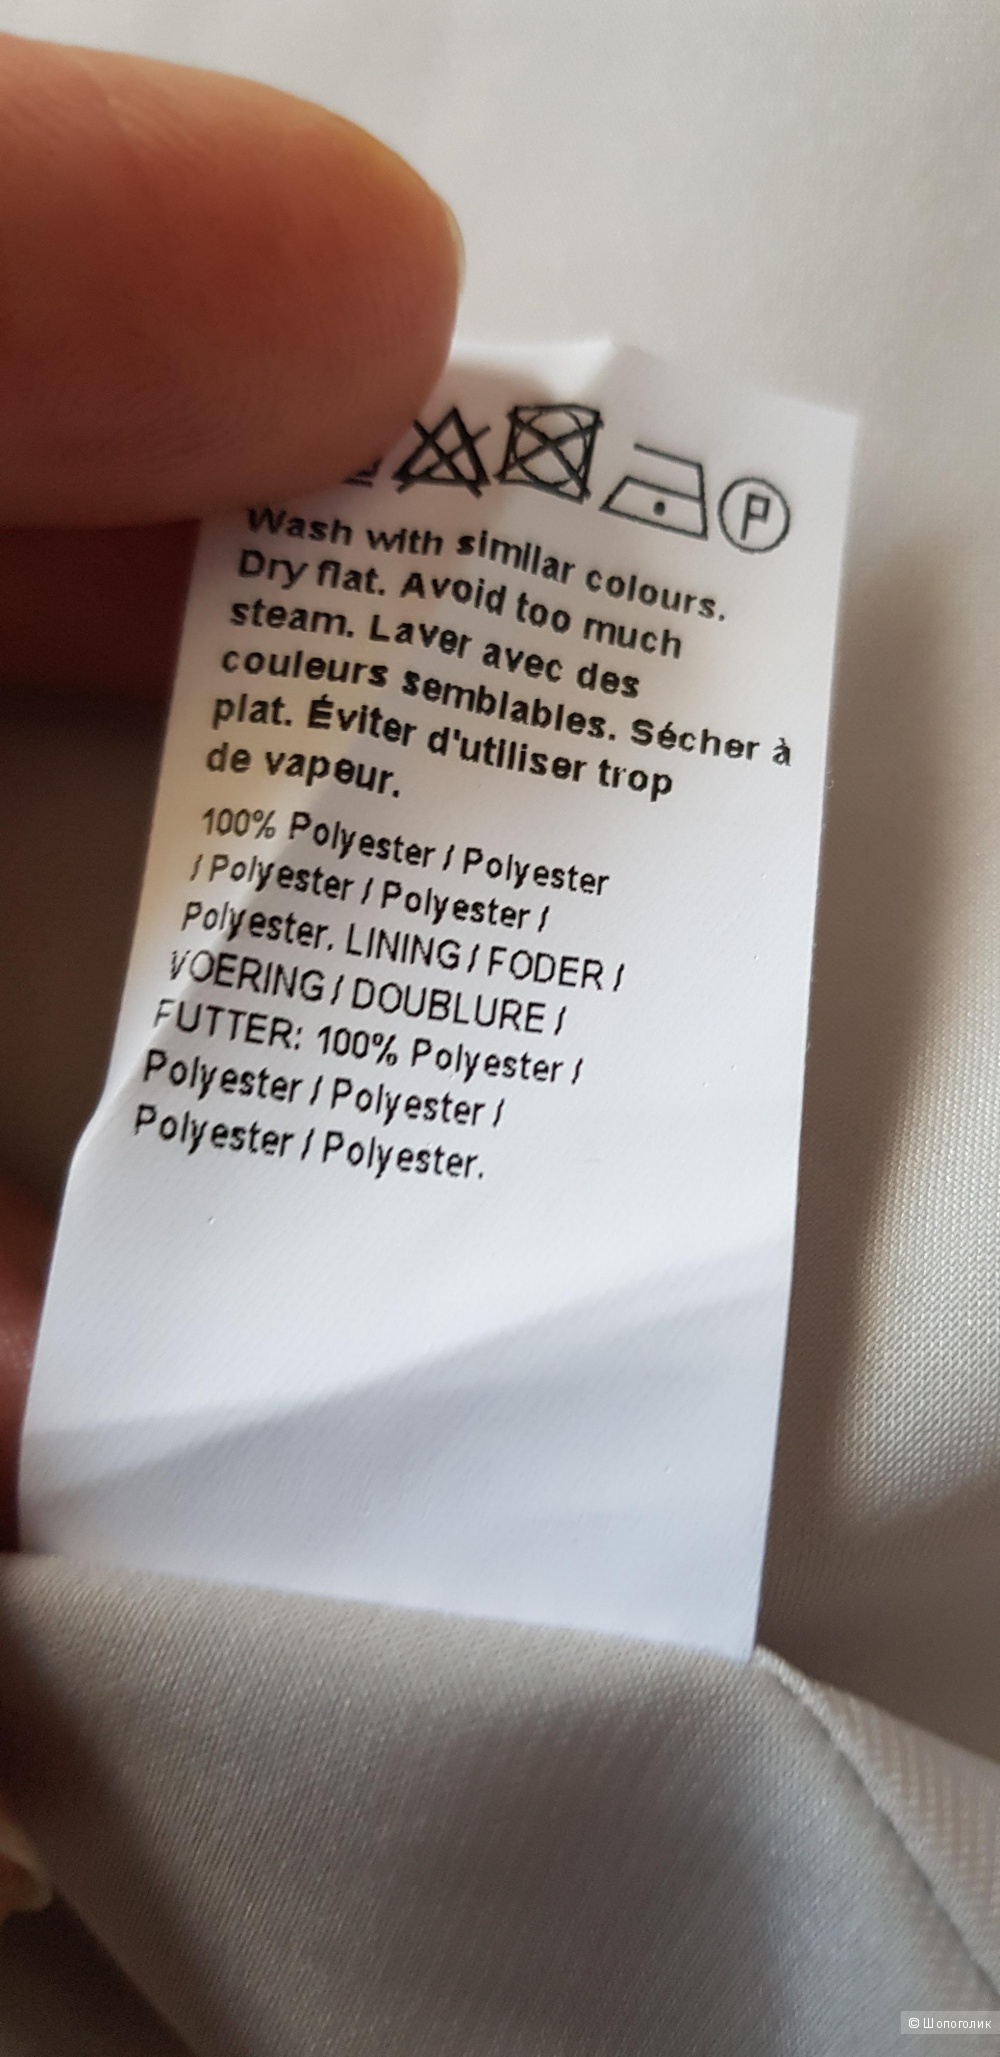 P
Wash with similar colours.
Dry flat. Avoid too much
steam. Laver avec des
couleurs semblables. Sécher à
plat. Éviter d'utiliser trop
de vapeur.
100% Polyester / Polyester
/ Polyester / Polyester /
Polyester. LINING / FODER /
VOERING / DOUBLURE /
FUTTER: 100% Polyester /
Polyester / Polyester /
Polyester / Polyester.
© Шопоголик